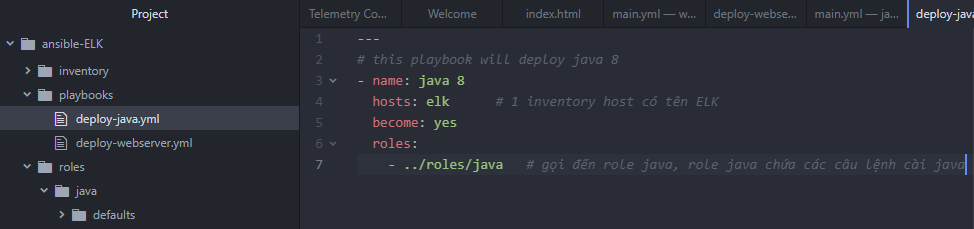 Project
ansible-ELK
inventory
playbooks
deploy-java.yml
deploy-webserver.yml
roles
java
defaults
Telemetry Co... Welcome index.html main.yml — w... deploy-webse... main.yml — ja... deploy-java
1 ---
2 # this playbook will deploy java 8
3 - name: java 8
4 hosts: elk # 1 inventory host có tên ELK
5 become: yes
6 roles:
7 - ../roles/java # gọi đến role java, role java chứa các câu lệnh cài java